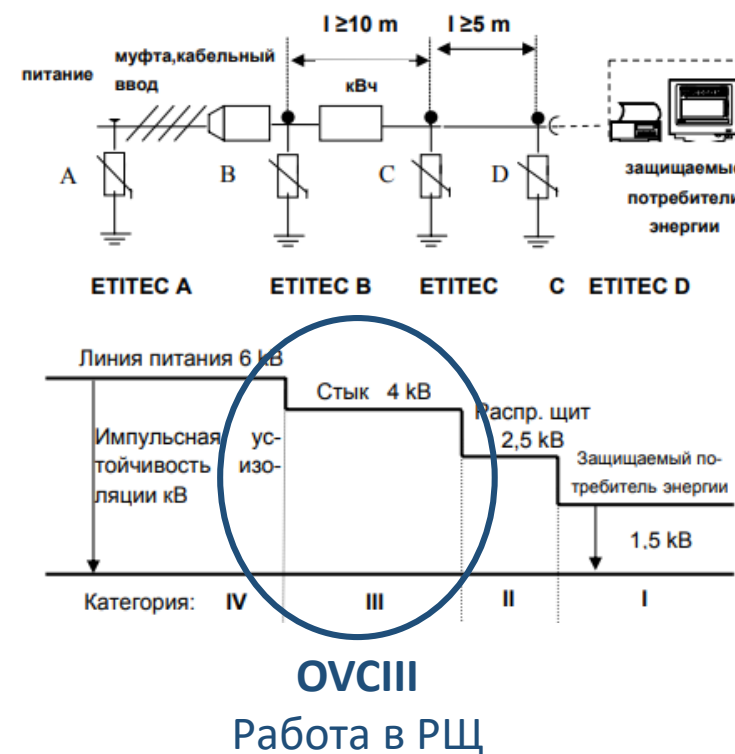 l ≥10 m l ≥5 m
муфта,кабельный
питание ввод кВч
A B C D
защищаемые
потребители
энергии
ETITEC A ETITEC B ETITEC C ETITEC D
Линия питания 6 kB
Стык 4 kB
Распр. щит
2,5 kB
Импульсная ус-
тойчивость изо-
ляции кВ
Защищаемый по-
требитель энергии
1,5 kB
Категория: IV III II I
OVCIII
Работа в РЩ